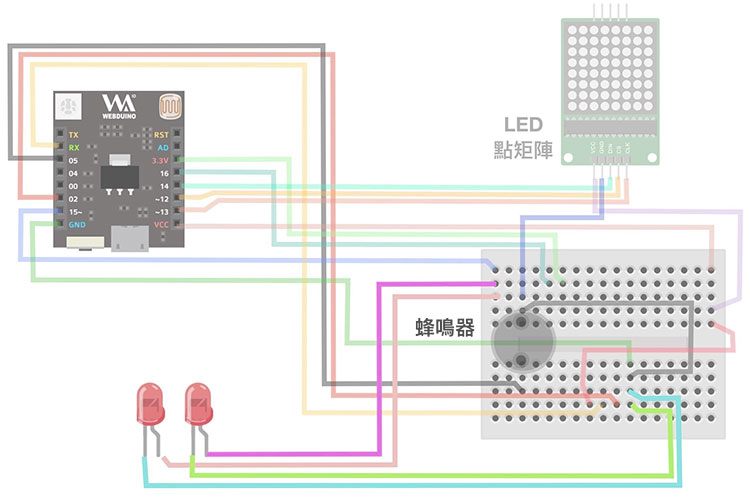 LED
點矩陣
VCC
GND
DIN
CS
CLK
WEBDUINO
TX
RST
RX
AD
05
3.3V
04
16
00
14
02
~12
15~
~13
GND
VCC
蜂鳴器